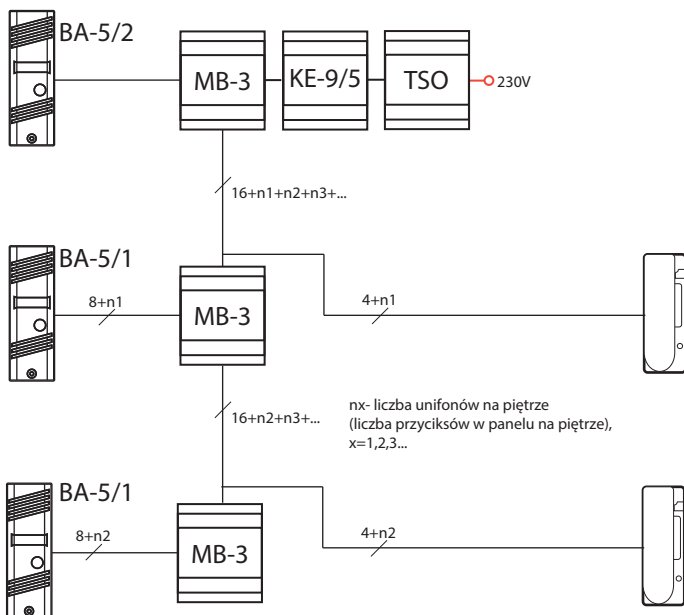 BA-5/2
MB-3
KE-9/5
TSO
230V
16+n1+n2+n3+...
BA-5/1
8+n1
MB-3
4+n1
16+n2+n3+...
nx- liczba unifonów na piętrze
(liczba przyciksów w panelu na piętrze),
x=1,2,3...
BA-5/1
8+n2
MB-3
4+n2